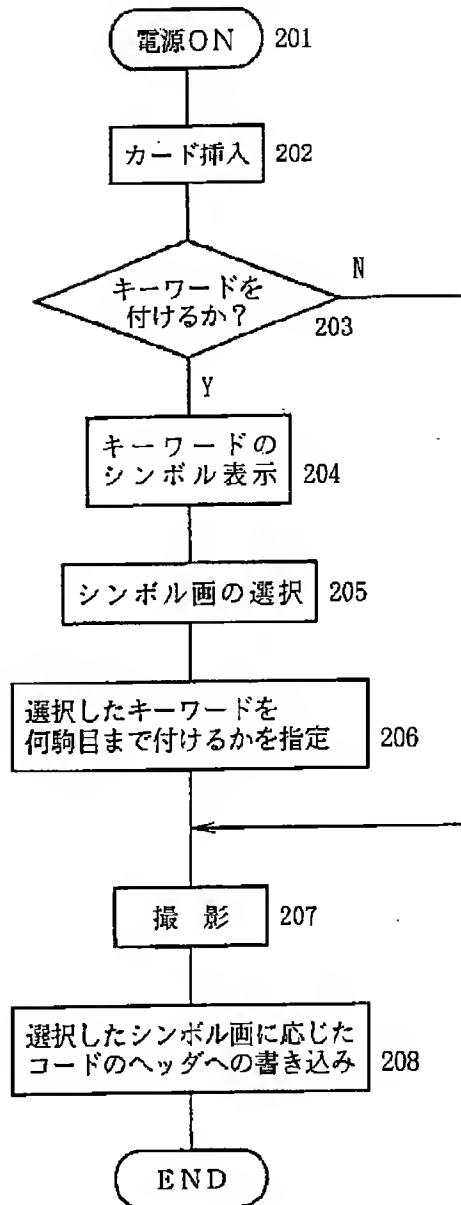 電源ON 201
カード挿入 202
N
キーワードを
付けるか？ 203
Y
キーワードの
シンボル表示 204
シンボル画の選択 205
選択したキーワードを
何駒目まで付けるかを指定 206
撮 影 207
選択したシンボル画に応じた
コードのヘッダへの書き込み 208
END